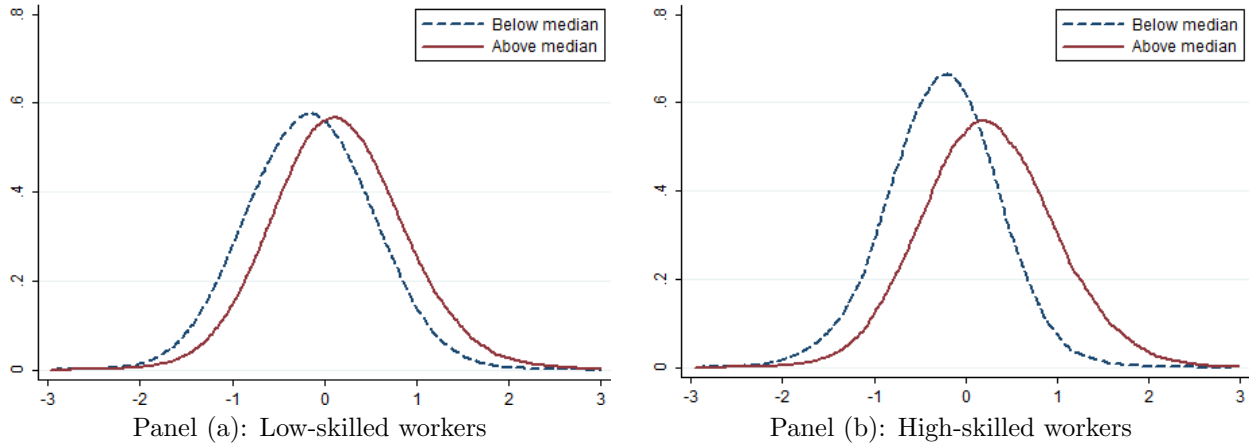 .8
.6
.4
.2
0
-3 -2 -1 0 1 2 3
Below median
Above median
Panel (a): Low-skilled workers
.8
.6
.4
.2
0
-3 -2 -1 0 1 2 3
Below median
Above median
Panel (b): High-skilled workers